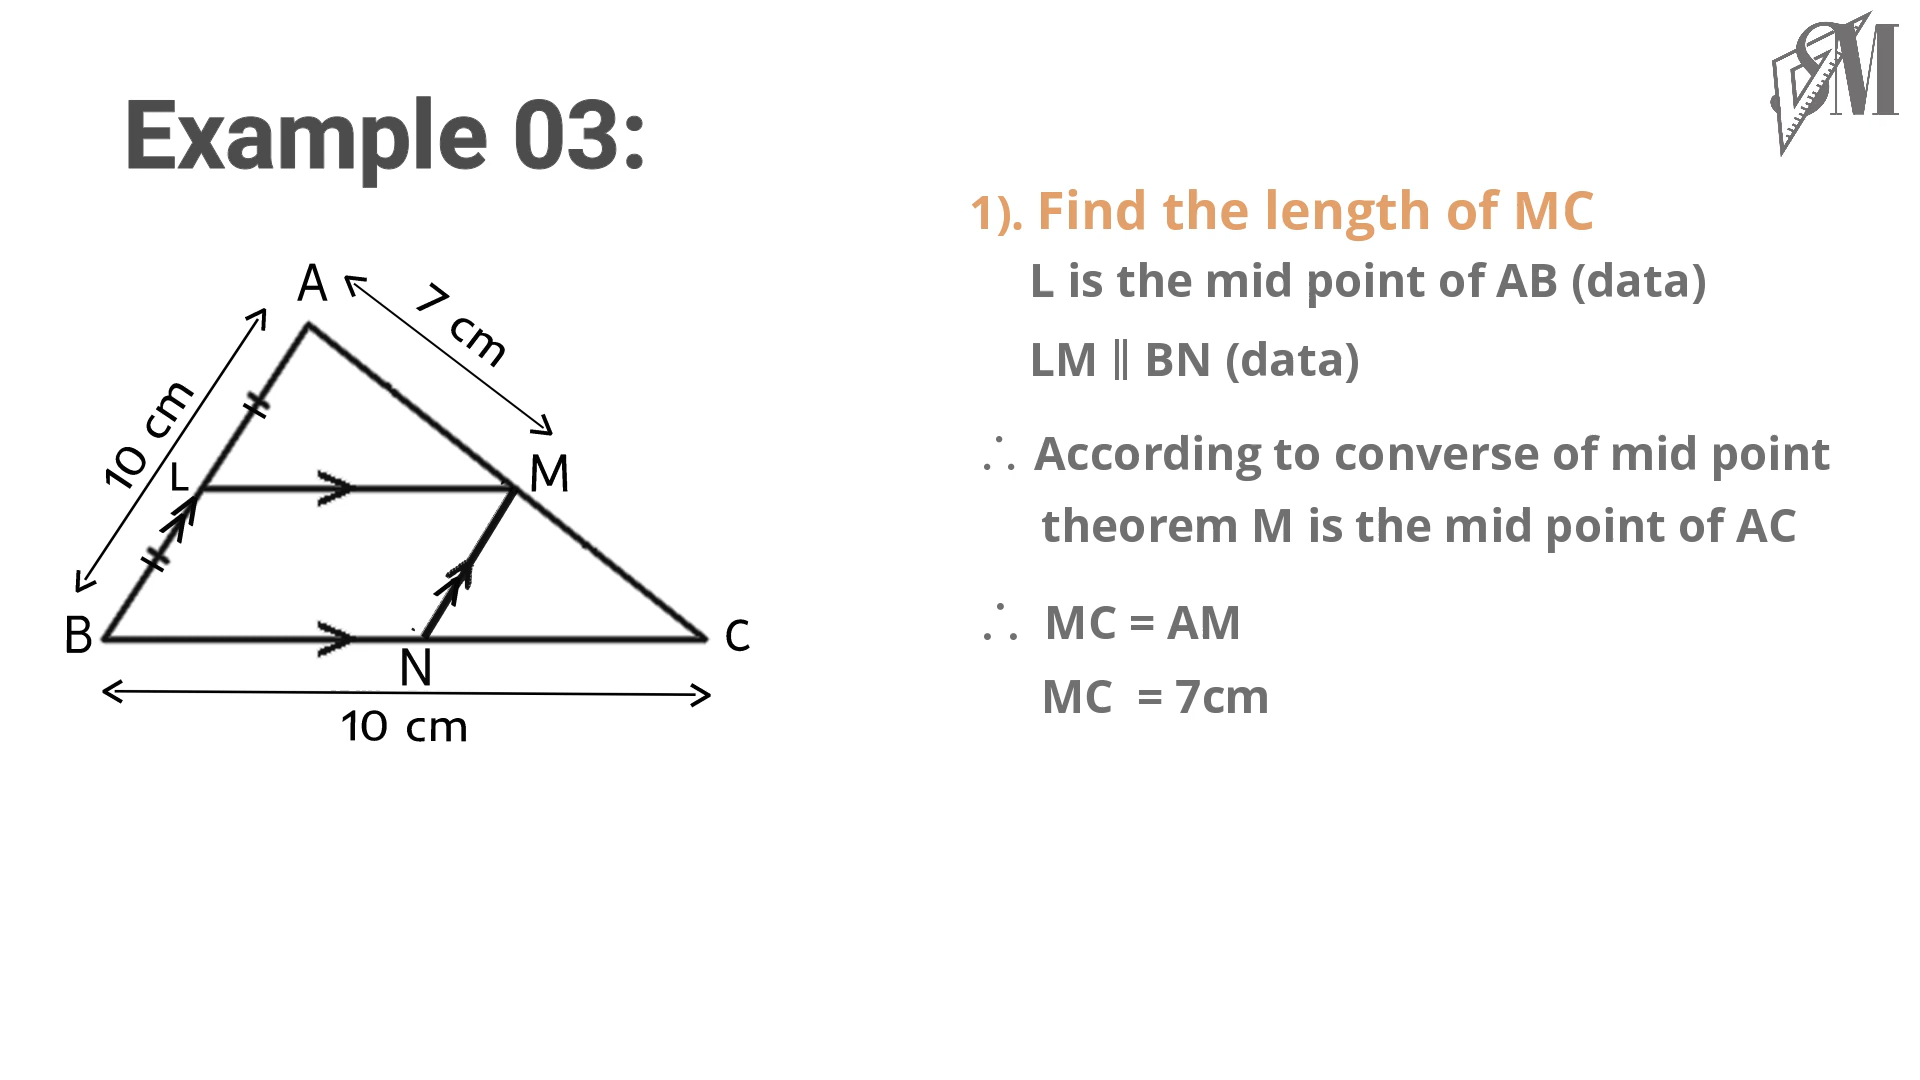 SM
Example 03:
1). Find the length of MC
L is the mid point of AB (data)
LM ∥ BN (data)
∴ According to converse of mid point
theorem M is the mid point of AC
∴ MC = AM
MC = 7cm
A
7 cm
10 cm
L
M
B
N
C
10 cm